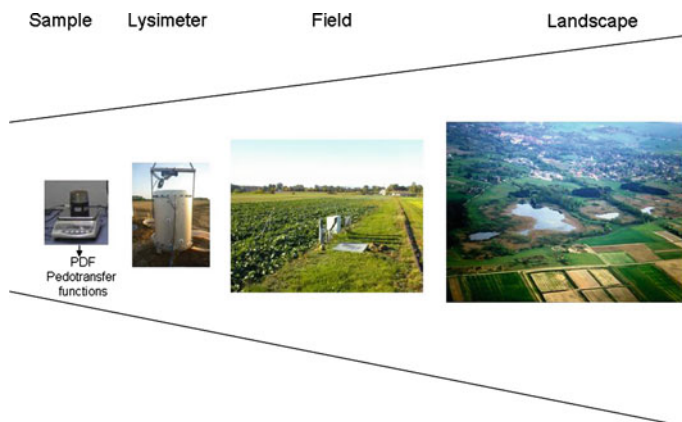 Sample Lysimeter Field Landscape
PDF
Pedotransfer
functions